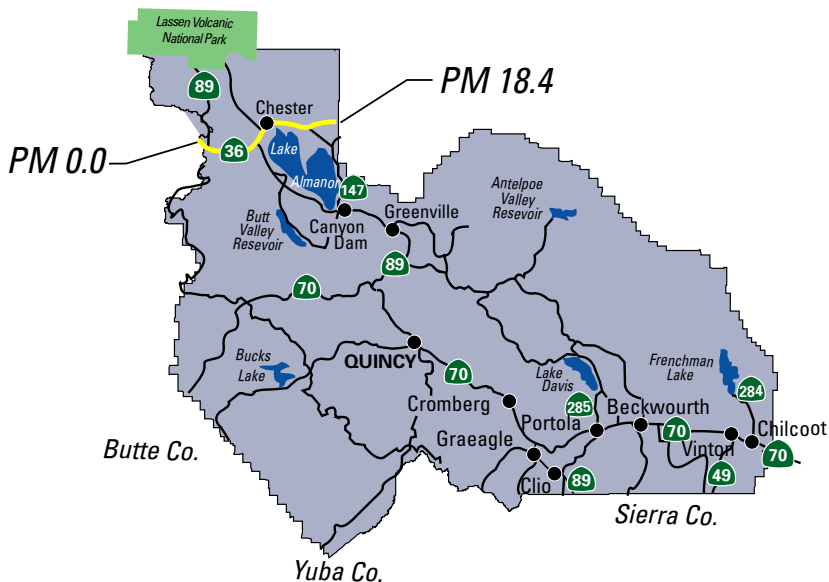 Lassen Volcanic
National Park
89
Chester
PM 18.4
PM 0.0
36
Lake
Almanor
147
Antelpoe
Valley
Resevoir
Butt
Valley
Resevoir
Canyon
Dam
Greenville
89
70
Bucks
Lake
QUINCY
70
Lake
Davis
Frenchman
Lake
284
Cromberg
285
Beckwourth
Portola
70
Chilcoot
Graeagle
Vinton
70
Butte Co.
Clio
89
49
Sierra Co.
Yuba Co.